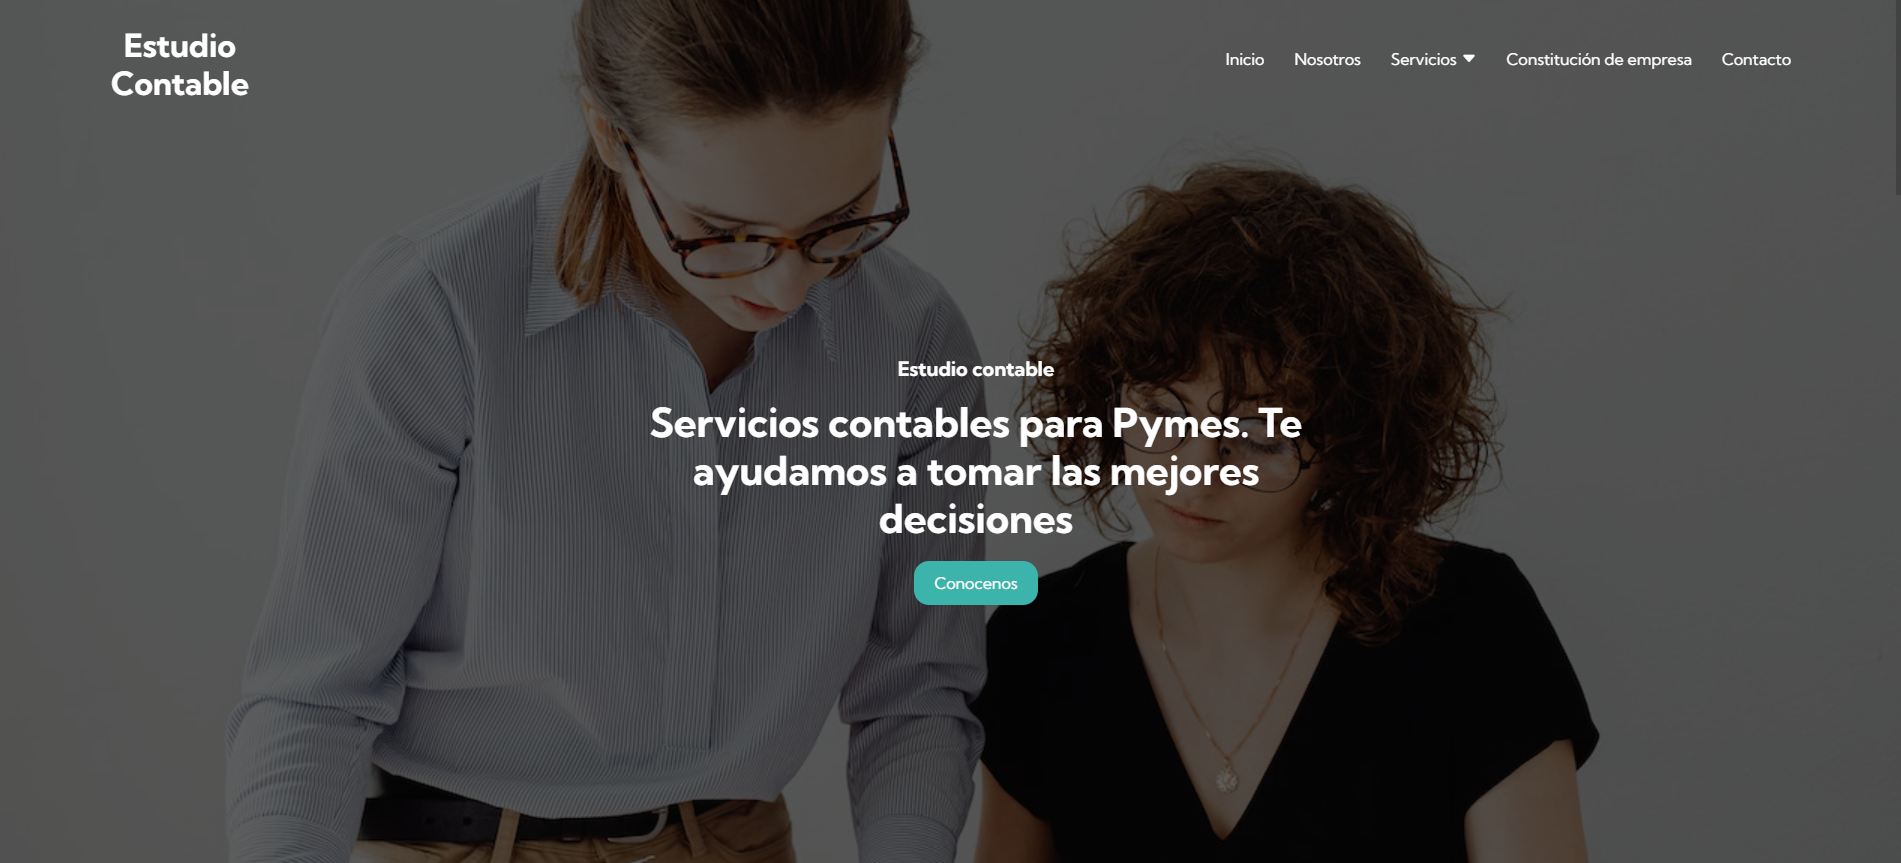 Estudio
Contable
Inicio Nosotros Servicios Constitución de empresa Contacto
Estudio contable
Servicios contables para Pymes. Te
ayudamos a tomar las mejores
decisiones
Conocenos